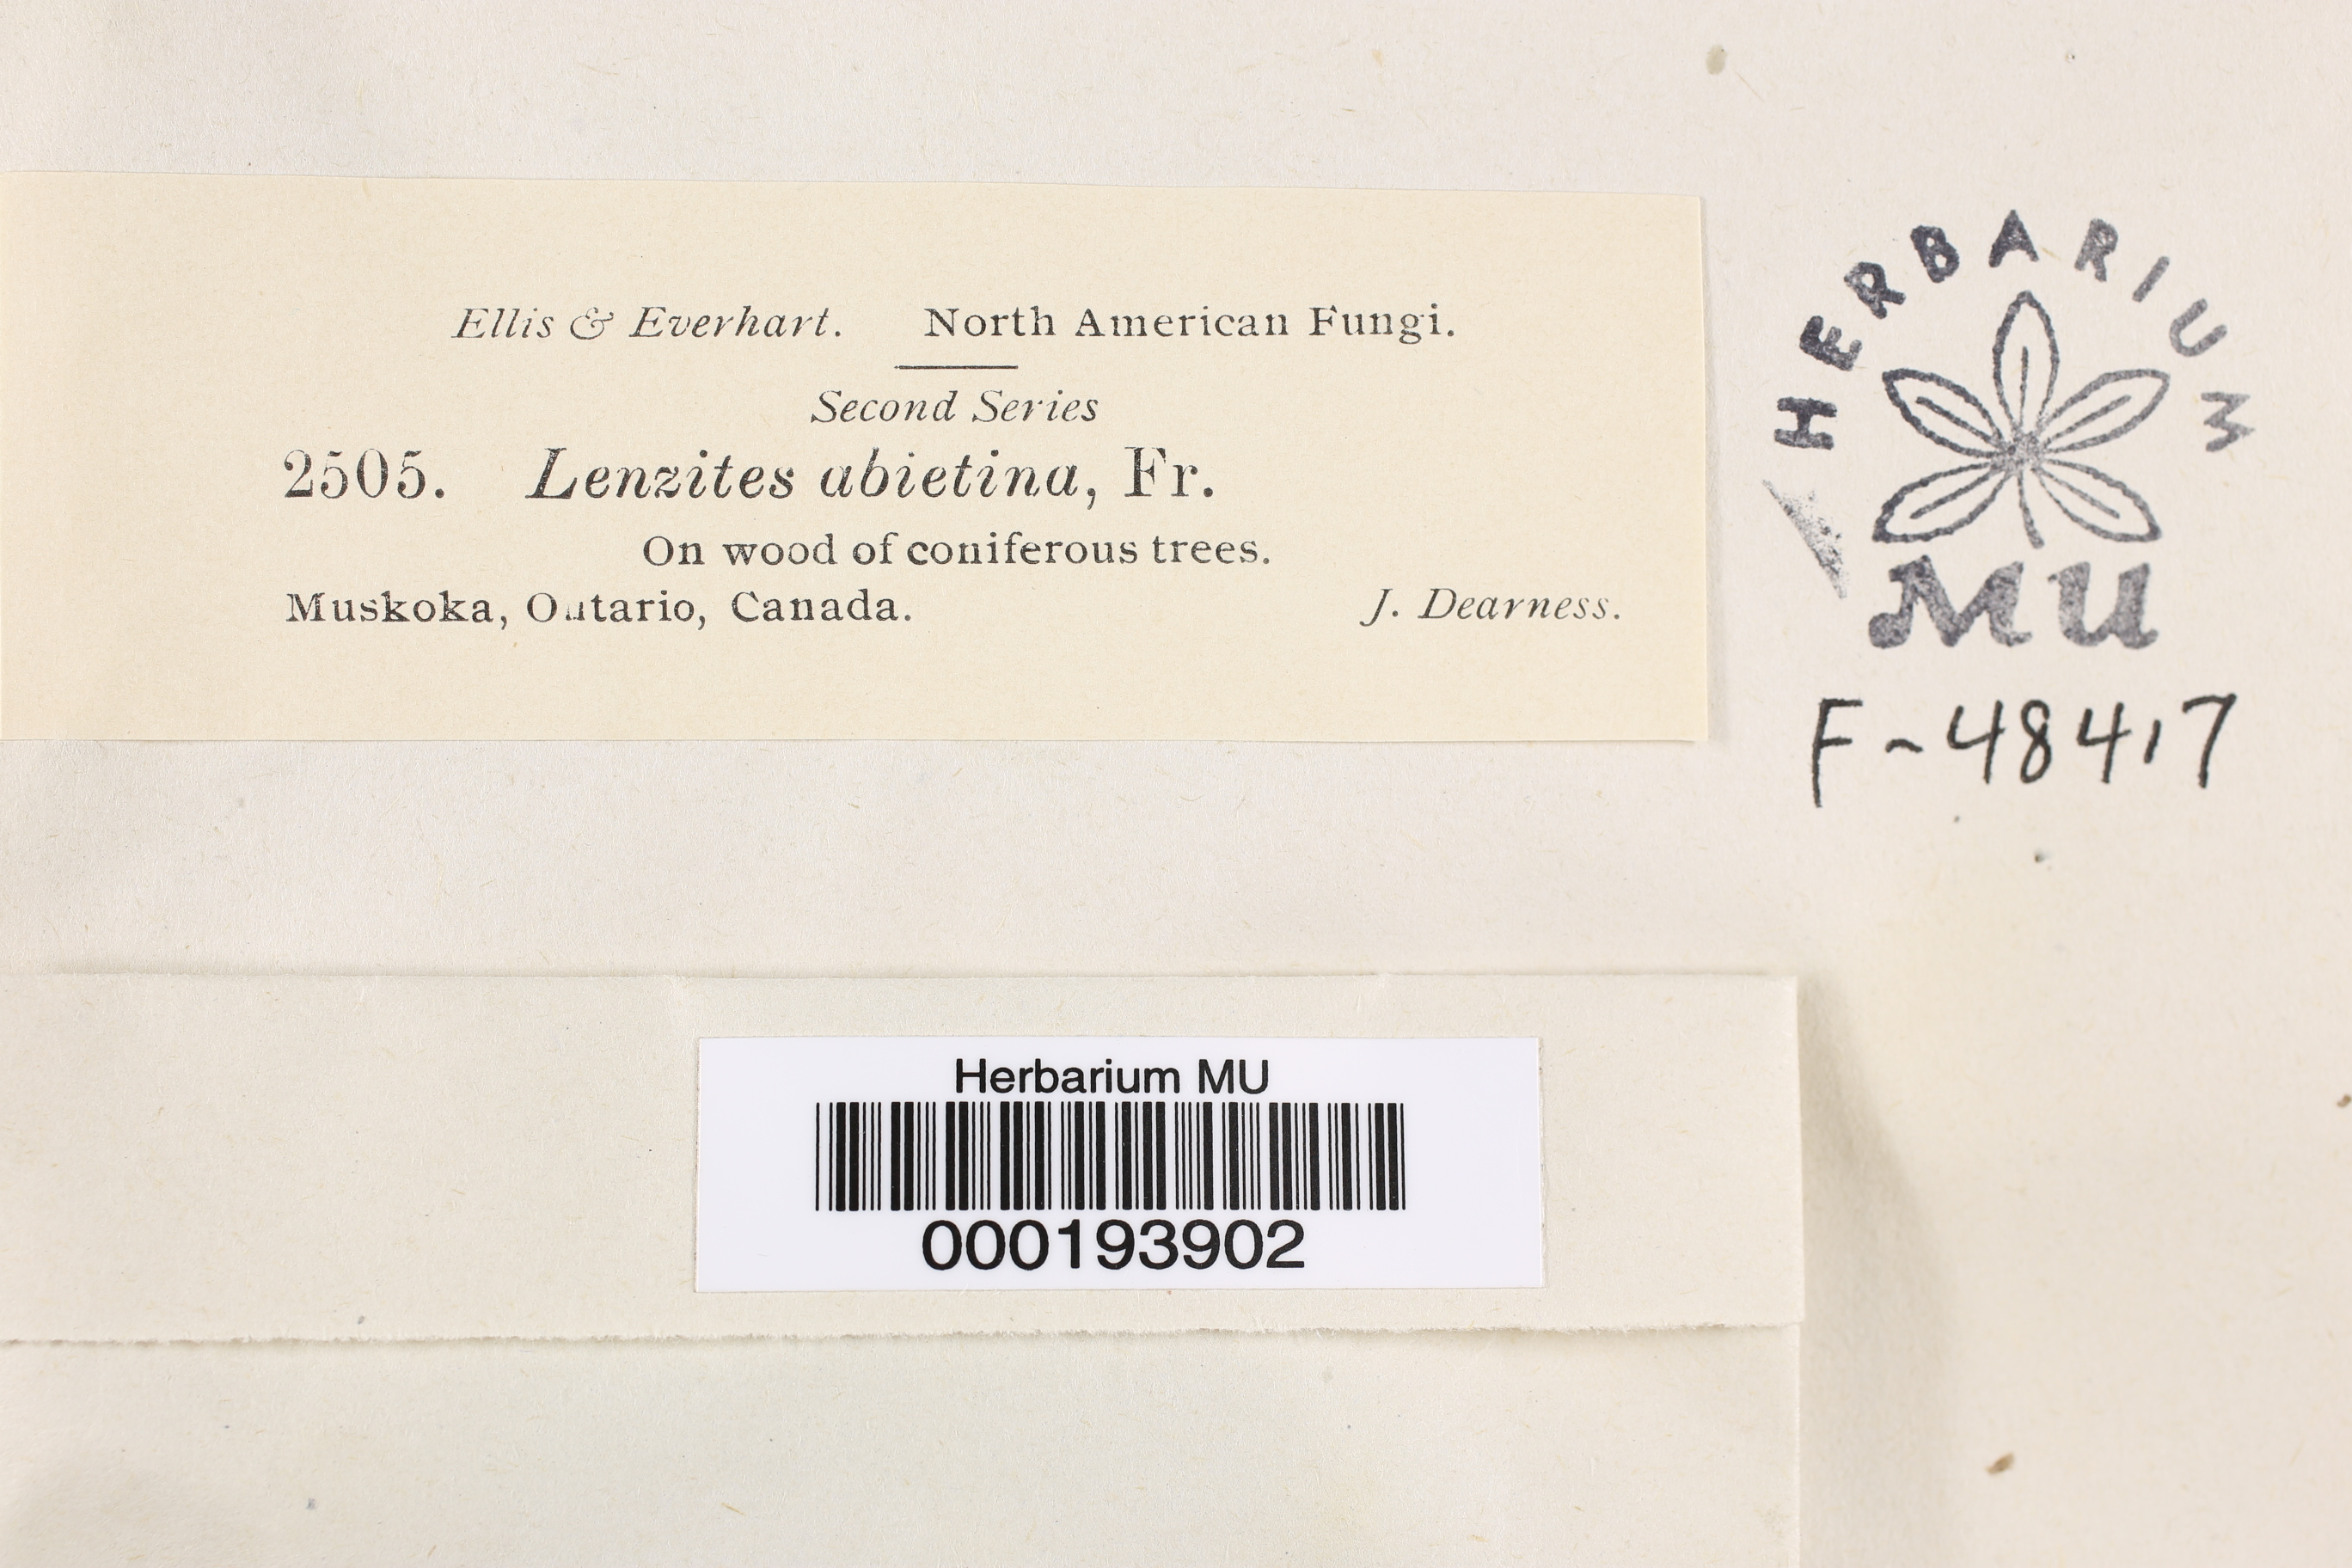 Ellis & Everhart. North American Fungi.
Second Series
2505. Lenzites abietina, Fr.
On wood of coniferous trees.
Muskoka, Ontario, Canada. J. Dearness.
HERBARIUM
MU
F-48417
Herbarium MU
000193902